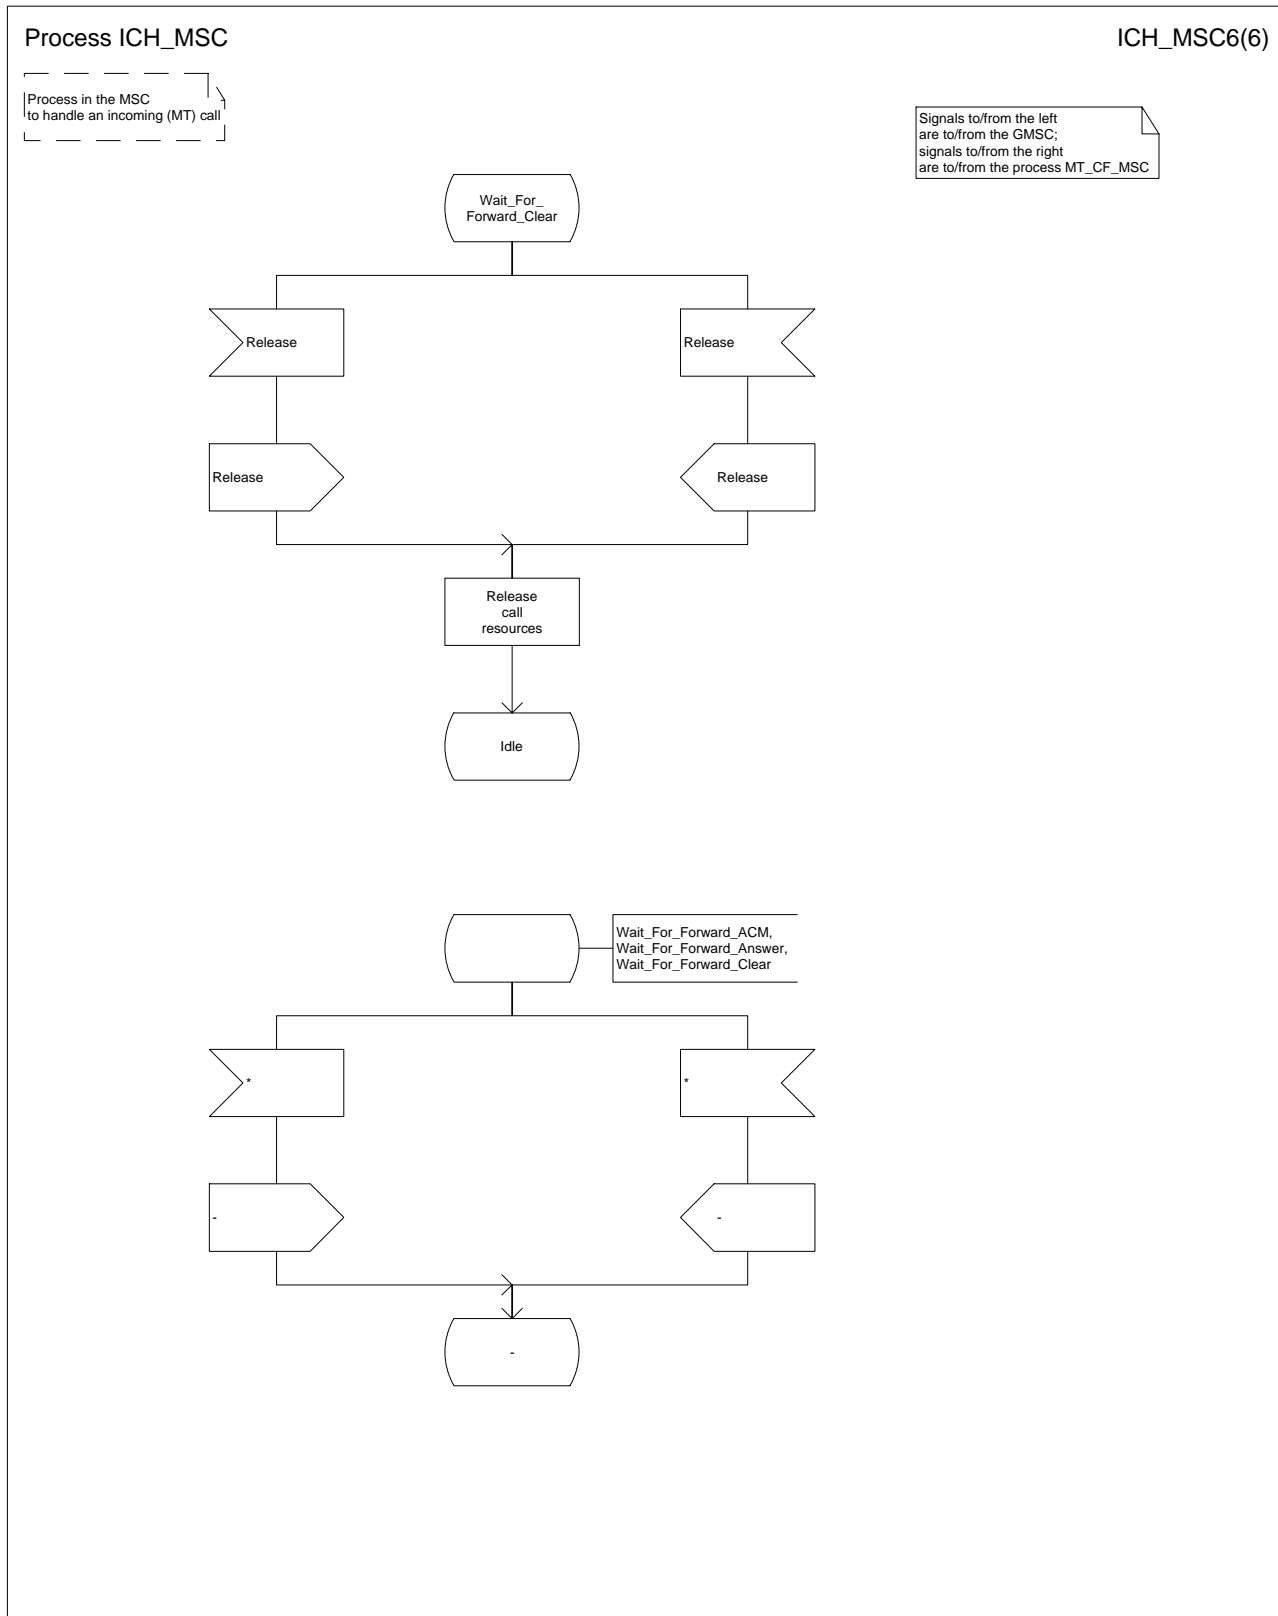 Process ICH_MSC
ICH_MSC6(6)
Process in the MSC
to handle an incoming (MT) call
Signals to/from the left
are to/from the GMSC;
signals to/from the right
are to/from the process MT_CF_MSC
Wait_For_
Forward_Clear
Release
Release
Release
Release
Release
call
resources
Idle
Wait_For_Forward_ACM,
Wait_For_Forward_Answer,
Wait_For_Forward_Clear
*
*
-
-
-